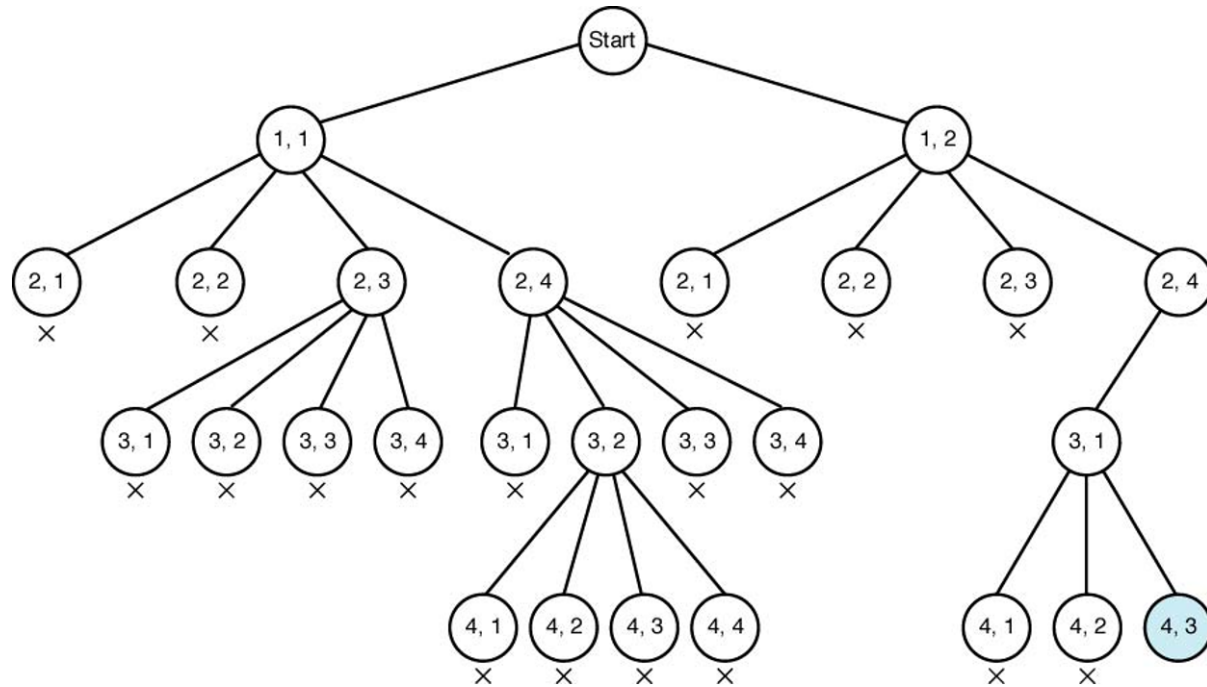 Start
1, 1 1, 2
2, 1 2, 2 2, 3 2, 4 2, 1 2, 2 2, 3 2, 4
× × × × ×
3, 1 3, 2 3, 3 3, 4 3, 1 3, 2 3, 3 3, 4 3, 1
× × × × × × ×
4, 1 4, 2 4, 3 4, 4 4, 1 4, 2 4, 3
× × × × × ×